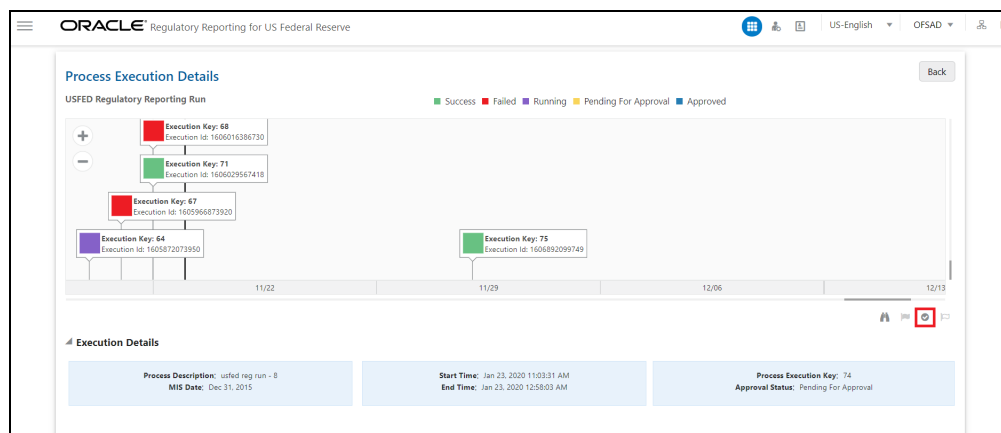 ORACLE® Regulatory Reporting for US Federal Reserve
US-English
OFSAD
Process Execution Details
Back
USFED Regulatory Reporting Run
Success Failed Running Pending For Approval Approved
Execution Key: 68
Execution Id: 1606016386730
Execution Key: 71
Execution Id: 1606029567418
Execution Key: 67
Execution Id: 1605966873920
Execution Key: 64
Execution Id: 1605872073950
Execution Key: 75
Execution Id: 1606892099749
11/22 11/29 12/06 12/13
Execution Details
Process Description: usfed reg run - 8
MIS Date: Dec 31, 2015
Start Time: Jan 23, 2020 11:03:31 AM
End Time: Jan 23, 2020 12:58:03 AM
Process Execution Key: 74
Approval Status: Pending For Approval